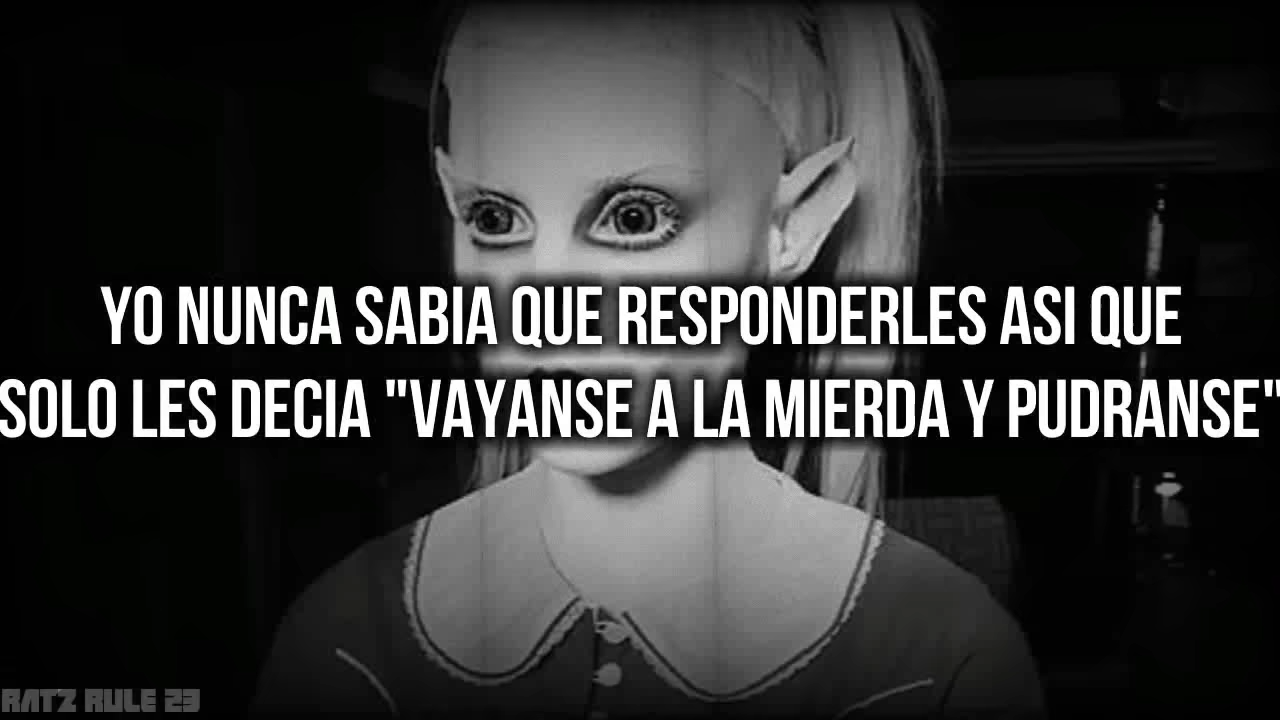 YO NUNCA SABIA QUE RESPONDERLES ASI QUE
SOLO LES DECIA "VAYANSE A LA MIERDA Y PUDRANSE"
RATZ RULE 23